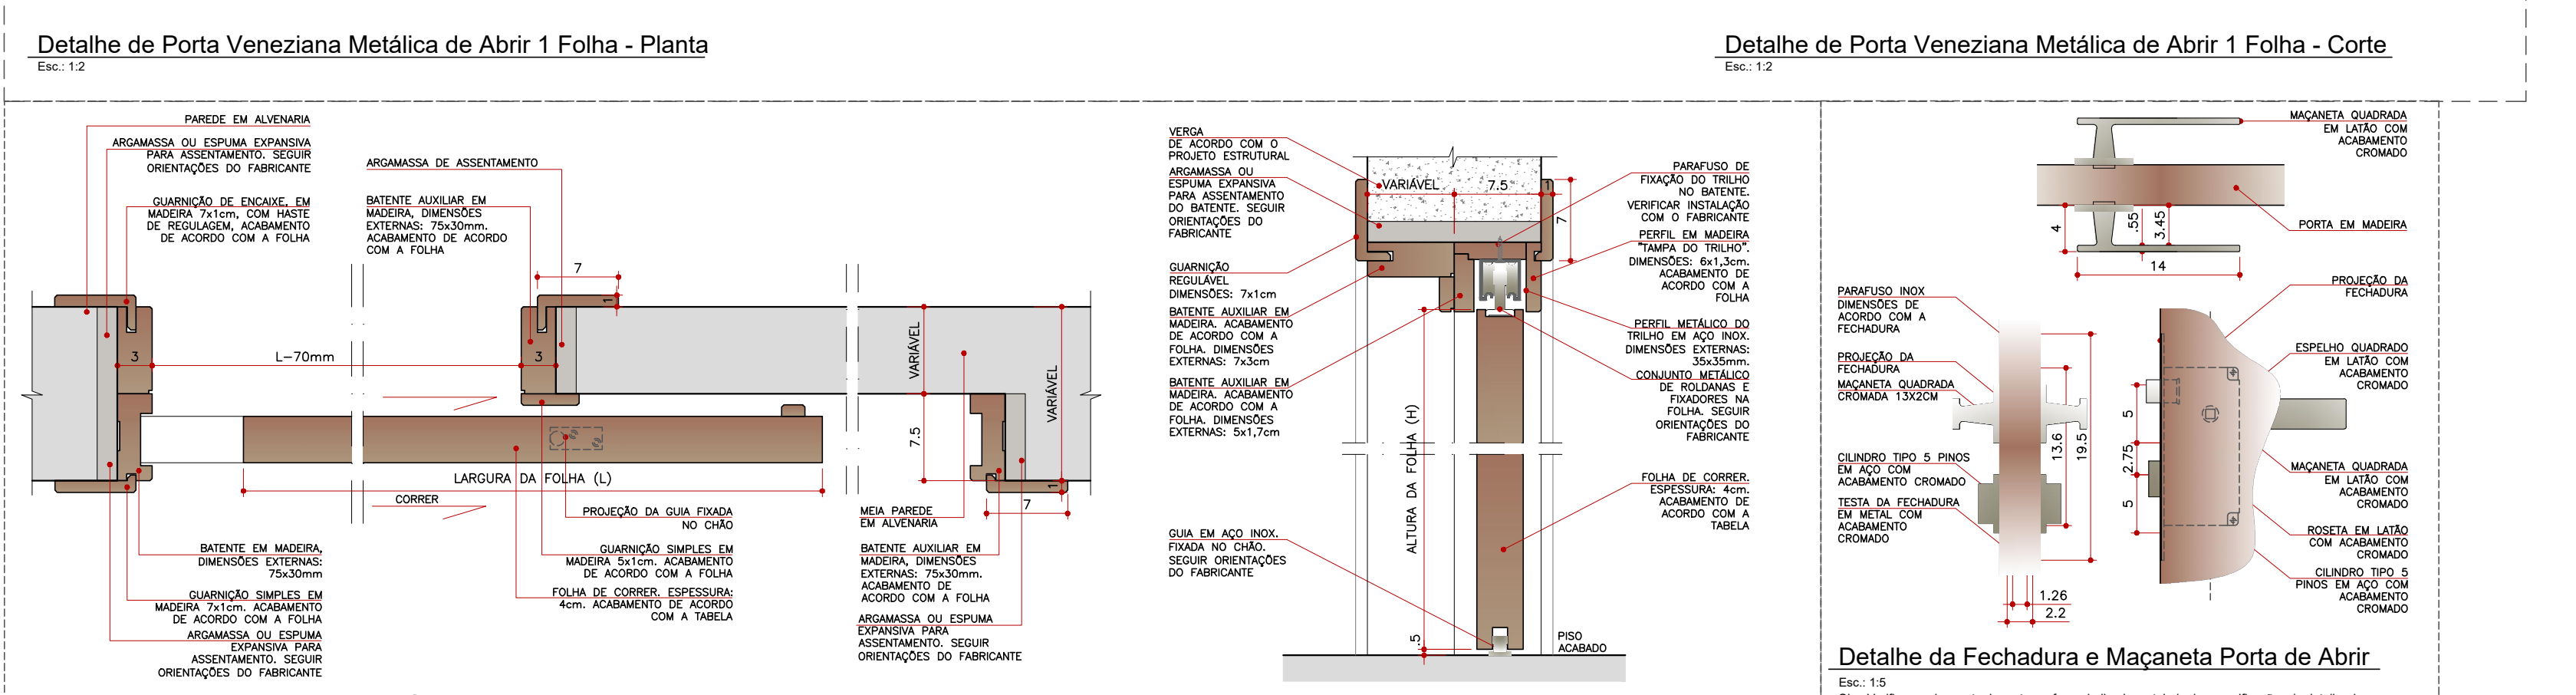 Detalhe de Porta Veneziana Metálica de Abrir 1 Folha - Planta
Esc.: 1:2
Detalhe de Porta Veneziana Metálica de Abrir 1 Folha - Corte
Esc.: 1:2
PAREDE EM ALVENARIA
ARGAMASSA OU ESPUMA EXPANSIVA
PARA ASSENTAMENTO. SEGUIR
ORIENTAÇÕES DO FABRICANTE
GUARNIÇÃO DE ENCAIXE, EM
MADEIRA 7x1cm, COM HASTE
DE REGULAGEM, ACABAMENTO
DE ACORDO COM A FOLHA
ARGAMASSA DE ASSENTAMENTO
BATENTE AUXILIAR EM
MADEIRA, DIMENSÕES
EXTERNAS: 75x30mm.
ACABAMENTO DE ACORDO
COM A FOLHA
7
1
3
L-70mm
3
VARIÁVEL
VARIÁVEL
7.5
LARGURA DA FOLHA (L)
CORRER
1
7
PROJEÇÃO DA GUIA FIXADA
NO CHÃO
MEIA PAREDE
EM ALVENARIA
BATENTE EM MADEIRA,
DIMENSÕES EXTERNAS:
75x30mm
GUARNIÇÃO SIMPLES EM
MADEIRA 7x1cm. ACABAMENTO
DE ACORDO COM A FOLHA
ARGAMASSA OU ESPUMA
EXPANSIVA PARA
ASSENTAMENTO. SEGUIR
ORIENTAÇÕES DO FABRICANTE
GUARNIÇÃO SIMPLES EM
MADEIRA 5x1cm. ACABAMENTO
DE ACORDO COM A FOLHA
FOLHA DE CORRER. ESPESSURA:
4cm. ACABAMENTO DE ACORDO
COM A TABELA
BATENTE AUXILIAR EM
MADEIRA, DIMENSÕES
EXTERNAS: 75x30mm.
ACABAMENTO DE
ACORDO COM A FOLHA
ARGAMASSA OU ESPUMA
EXPANSIVA PARA
ASSENTAMENTO. SEGUIR
ORIENTAÇÕES DO FABRICANTE
VERGA
DE ACORDO COM O
PROJETO ESTRUTURAL
ARGAMASSA OU
ESPUMA EXPANSIVA
PARA ASSENTAMENTO
DO BATENTE. SEGUIR
ORIENTAÇÕES DO
FABRICANTE
GUARNIÇÃO
REGULÁVEL
DIMENSÕES: 7x1cm
BATENTE AUXILIAR EM
MADEIRA. ACABAMENTO
DE ACORDO COM A
FOLHA. DIMENSÕES
EXTERNAS: 7x3cm
BATENTE AUXILIAR EM
MADEIRA. ACABAMENTO
DE ACORDO COM A
FOLHA. DIMENSÕES
EXTERNAS: 5x1,7cm
GUIA EM AÇO INOX.
FIXADA NO CHÃO.
SEGUIR ORIENTAÇÕES
DO FABRICANTE
VARIÁVEL
7.5
1
7
ALTURA DA FOLHA (H)
.5
PISO
ACABADO
PARAFUSO DE
FIXAÇÃO DO TRILHO
NO BATENTE.
VERIFICAR INSTALAÇÃO
COM O FABRICANTE
PERFIL EM MADEIRA
"TAMPA DO TRILHO".
DIMENSÕES: 6x1,3cm.
ACABAMENTO DE
ACORDO COM A
FOLHA
PERFIL METÁLICO DO
TRILHO EM AÇO INOX.
DIMENSÕES EXTERNAS:
35x35mm.
CONJUNTO METÁLICO
DE ROLDANAS E
FIXADORES NA
FOLHA. SEGUIR
ORIENTAÇÕES DO
FABRICANTE
FOLHA DE CORRER.
ESPESSURA: 4cm.
ACABAMENTO DE
ACORDO COM A
TABELA
MAÇANETA QUADRADA
EM LATÃO COM
ACABAMENTO
CROMADO
PORTA EM MADEIRA
4
.55
3.45
14
PARAFUSO INOX
DIMENSÕES DE
ACORDO COM A
FECHADURA
PROJEÇÃO DA
FECHADURA
MAÇANETA QUADRADA
CROMADA 13X2CM
CILINDRO TIPO 5 PINOS
EM AÇO COM
ACABAMENTO CROMADO
TESTA DA FECHADURA
EM METAL COM
ACABAMENTO
CROMADO
13.6
19.5
1.26
2.2
5
2.75
5
PROJEÇÃO DA
FECHADURA
ESPELHO QUADRADO
EM LATÃO COM
ACABAMENTO
CROMADO
MAÇANETA QUADRADA
EM LATÃO COM
ACABAMENTO
CROMADO
ROSETA EM LATÃO
COM ACABAMENTO
CROMADO
CILINDRO TIPO 5
PINOS EM AÇO COM
ACABAMENTO
CROMADO
Detalhe da Fechadura e Maçaneta Porta de Abrir
Esc.: 1:5